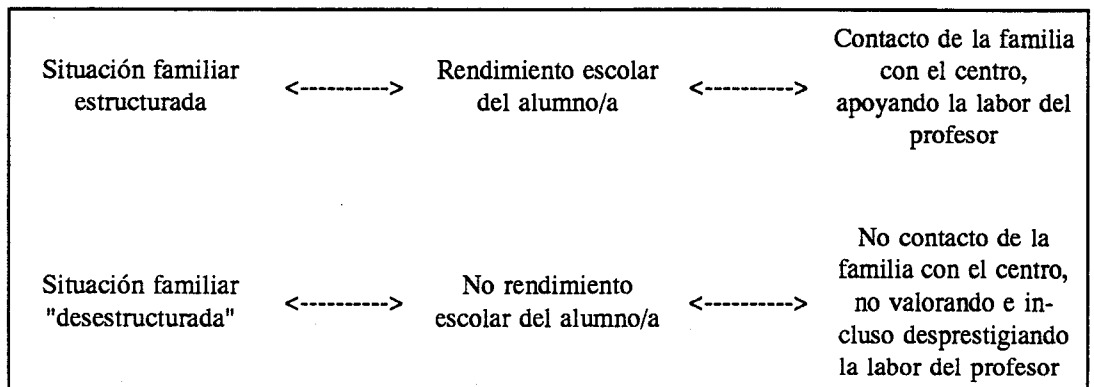 Situación familiar
estructurada
<---------->
Rendimiento escolar
del alumno/a
<---------->
Contacto de la familia
con el centro,
apoyando la labor del
profesor
Situación familiar
"desestructurada"
<---------->
No rendimiento
escolar del alumno/a
<---------->
No contacto de la
familia con el centro,
no valorando e in-
cluso desprestigiando
la labor del profesor